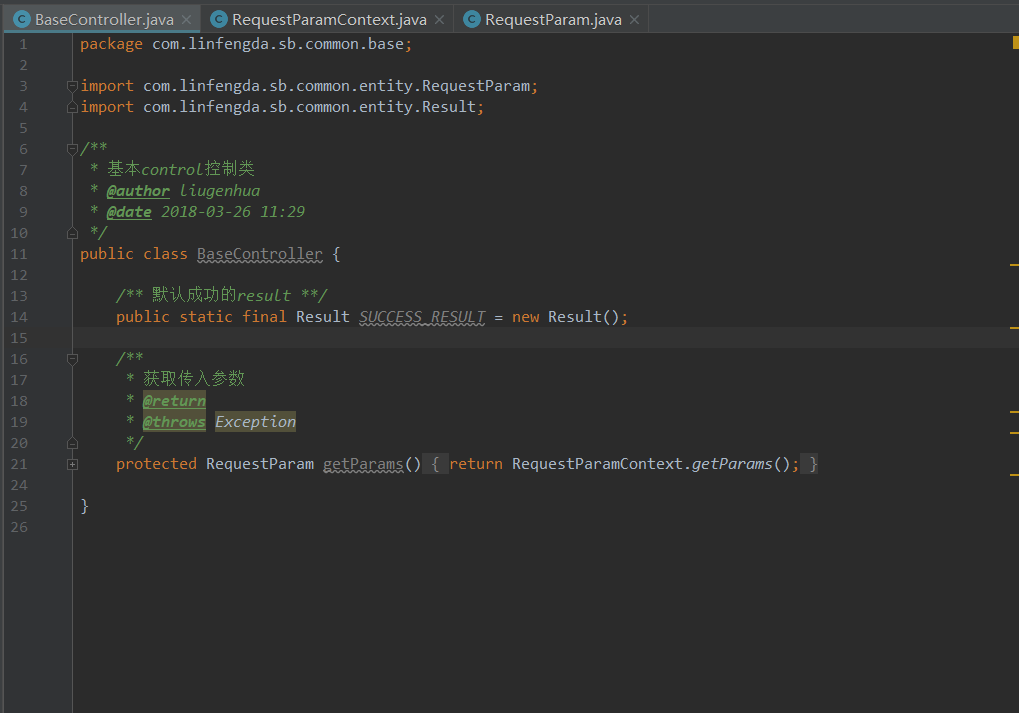 BaseController.java × RequestParamContext.java × RequestParam.java ×
1 package com.linfengda.sb.common.base;
2
3 import com.linfengda.sb.common.entity.RequestParam;
4 import com.linfengda.sb.common.entity.Result;
5
6 /**
7 * 基本control控制类
8 * @author liugenhua
9 * @date 2018-03-26 11:29
10 */
11 public class BaseController {
12
13 /** 默认成功的result **/
14 public static final Result SUCCESS_RESULT = new Result();
15
16 /**
17 * 获取传入参数
18 * @return
19 * @throws Exception
20 */
21 protected RequestParam getParams() { return RequestParamContext.getParams(); }
24
25 }
26